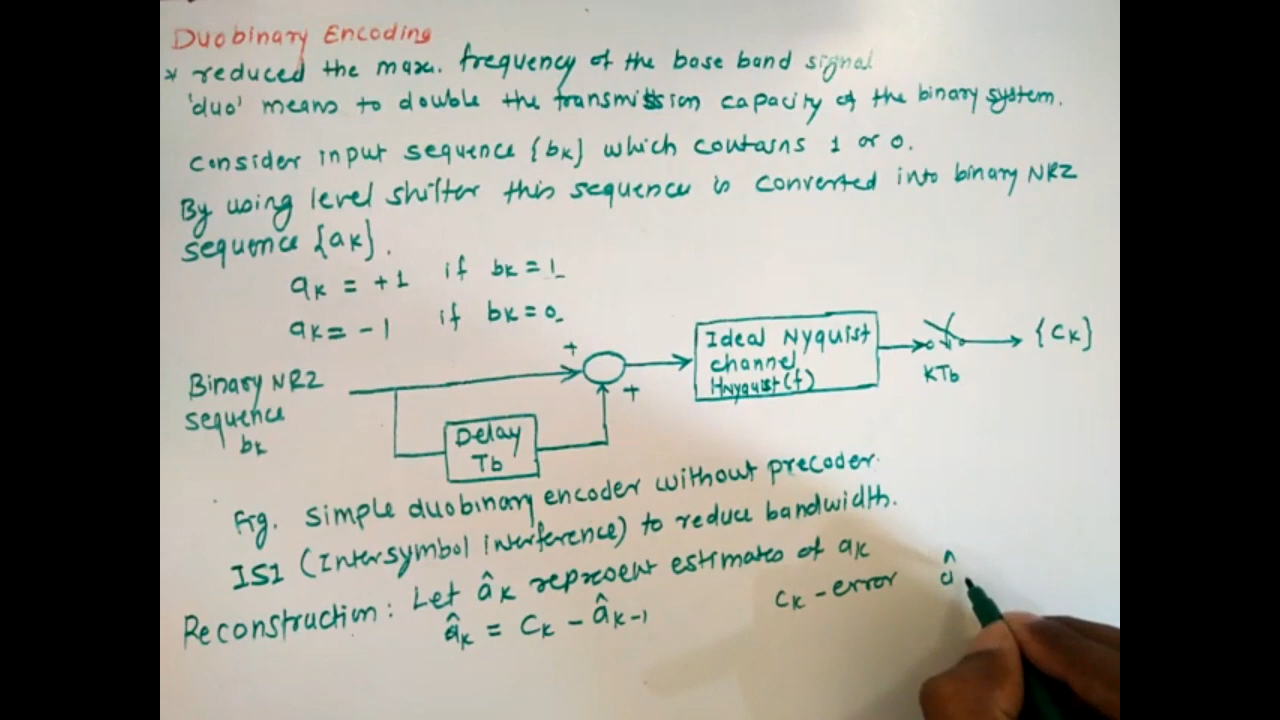 Duobinary Encoding
* reduced the max. frequency of the base band signal
'duo' means to double the transmission capacity of the binary system.
consider input sequence {bk} which contains 1 or 0.
By using level shifter this sequence is converted into binary NRZ
sequence {ak}.
ak = +1 if bk = 1
ak = -1 if bk = 0
Binary NRZ
sequence
bk
+
+
Delay
Tb
Ideal Nyquist
channel
HNyquist(f)
KTb
{ck}
Fig. simple duobinary encoder without precoder.
ISI (Intersymbol interference) to reduce bandwidth.
Reconstruction: Let âk represent estimates of ak
âk = ck - âk-1
ck - error